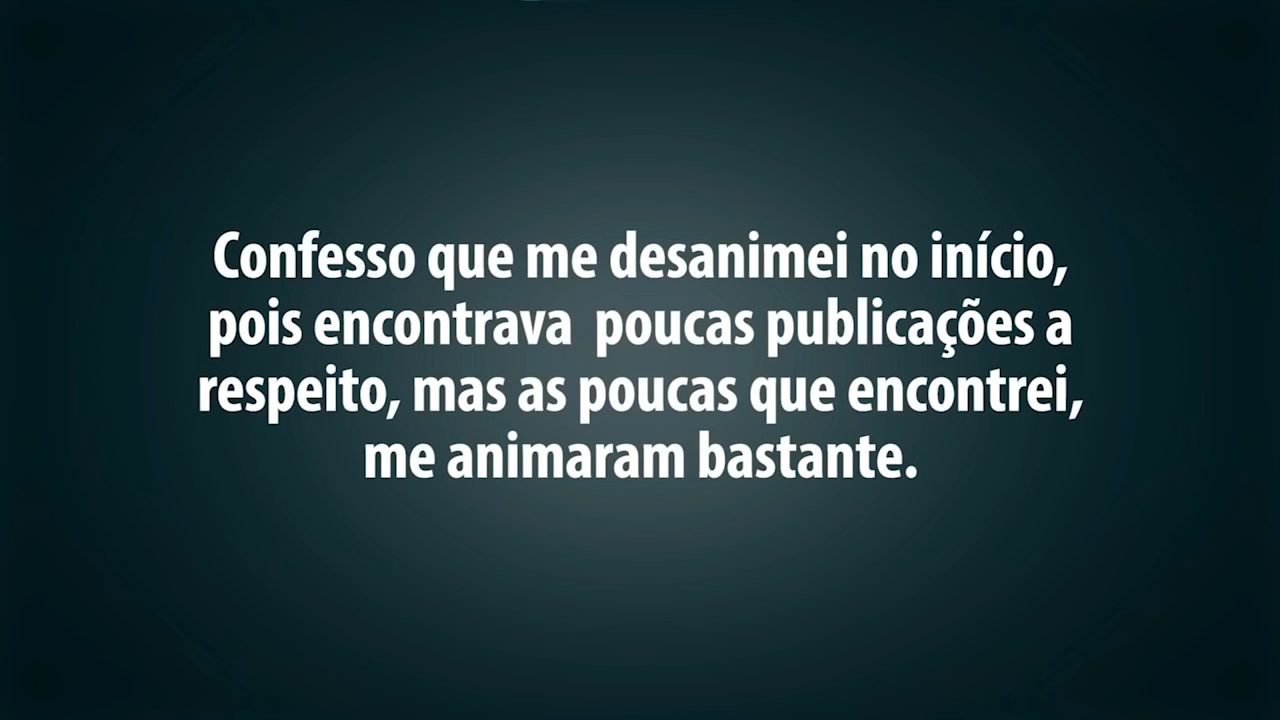 Confesso que me desanimei no início,
pois encontrava  poucas publicações a
respeito, mas as poucas que encontrei,
me animaram bastante.